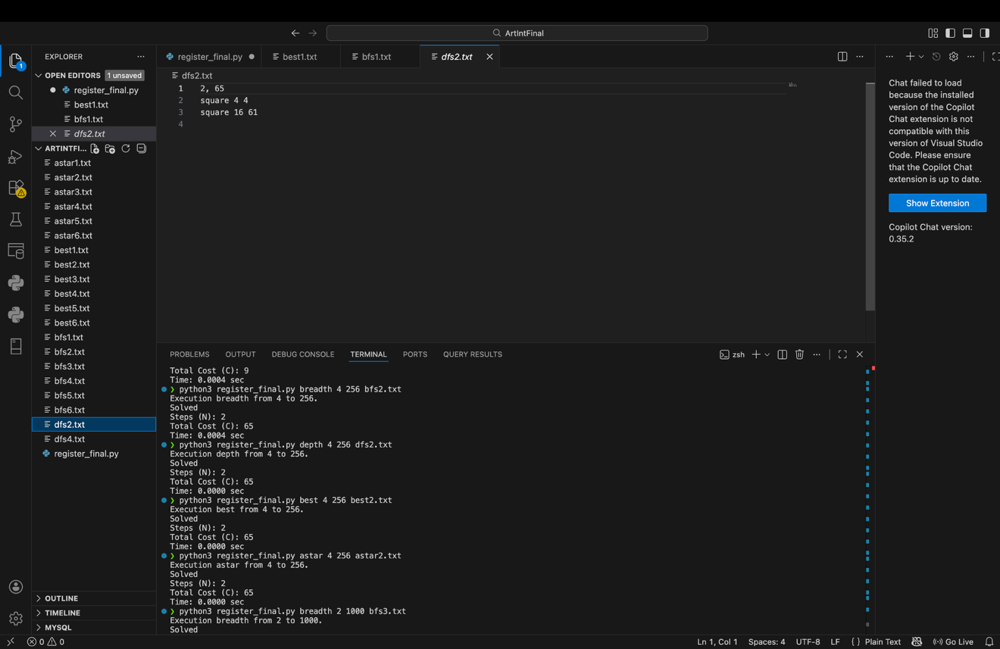 ArtIntFinal
EXPLORER
OPEN EDITORS 1 unsaved
register_final.py
best1.txt
bfs1.txt
dfs2.txt
ARTINTFI...
astar1.txt
astar2.txt
astar3.txt
astar4.txt
astar5.txt
astar6.txt
best1.txt
best2.txt
best3.txt
best4.txt
best5.txt
best6.txt
bfs1.txt
bfs2.txt
bfs3.txt
bfs4.txt
bfs5.txt
bfs6.txt
dfs2.txt
dfs4.txt
register_final.py
OUTLINE
TIMELINE
MYSQL
register_final.py best1.txt bfs1.txt dfs2.txt
dfs2.txt
1 2, 65
2 square 4 4
3 square 16 61
4
PROBLEMS OUTPUT DEBUG CONSOLE TERMINAL PORTS QUERY RESULTS
zsh
Total Cost (C): 9
Time: 0.0004 sec
❯ python3 register_final.py breadth 4 256 bfs2.txt
Execution breadth from 4 to 256.
Solved
Steps (N): 2
Total Cost (C): 65
Time: 0.0004 sec
❯ python3 register_final.py depth 4 256 dfs2.txt
Execution depth from 4 to 256.
Solved
Steps (N): 2
Total Cost (C): 65
Time: 0.0000 sec
❯ python3 register_final.py best 4 256 best2.txt
Execution best from 4 to 256.
Solved
Steps (N): 2
Total Cost (C): 65
Time: 0.0000 sec
❯ python3 register_final.py astar 4 256 astar2.txt
Execution astar from 4 to 256.
Solved
Steps (N): 2
Total Cost (C): 65
Time: 0.0000 sec
❯ python3 register_final.py breadth 2 1000 bfs3.txt
Execution breadth from 2 to 1000.
Solved
Chat failed to load
because the installed
version of the Copilot
Chat extension is not
compatible with this
version of Visual Studio
Code. Please ensure
that the Copilot Chat
extension is up to date.
Show Extension
Copilot Chat version:
0.35.2
1
0 0
Ln 1, Col 1 Spaces: 4 UTF-8 LF { } Plain Text Go Live